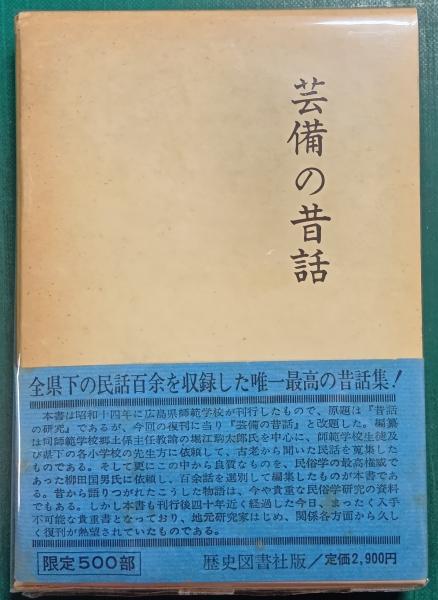 芸備の昔話
全県下の民話百余を収録した唯一最高の昔話集!
本書は昭和十四年に広島県師範学校が刊行したもので、原題は『昔話
の研究』であるが、今回の復刊に当り『芸備の昔話』と改題した。編纂
は同師範学校郷土係主任教諭の堀江駒太郎氏を中心に、師範学校生徒及
び県下の各小学校の先生方に依頼して、古老から聞いた民話を蒐集した
ものである。そして更にこの中から良質なものを、民俗学の最高権威で
あった柳田国男氏に依頼し、百余話を選別して編集したものが本書であ
る。昔から語りつがれたこうした物語は、今や貴重な民俗学研究の資料
でもある。しかし本書も刊行後四十年近く経過した今日、まったく入手
不可能な貴重書となっており、地元研究家はじめ、関係各方面から久し
く復刊が熱望されていたものである。
限定500部
歴史図書社版/定価2,900円